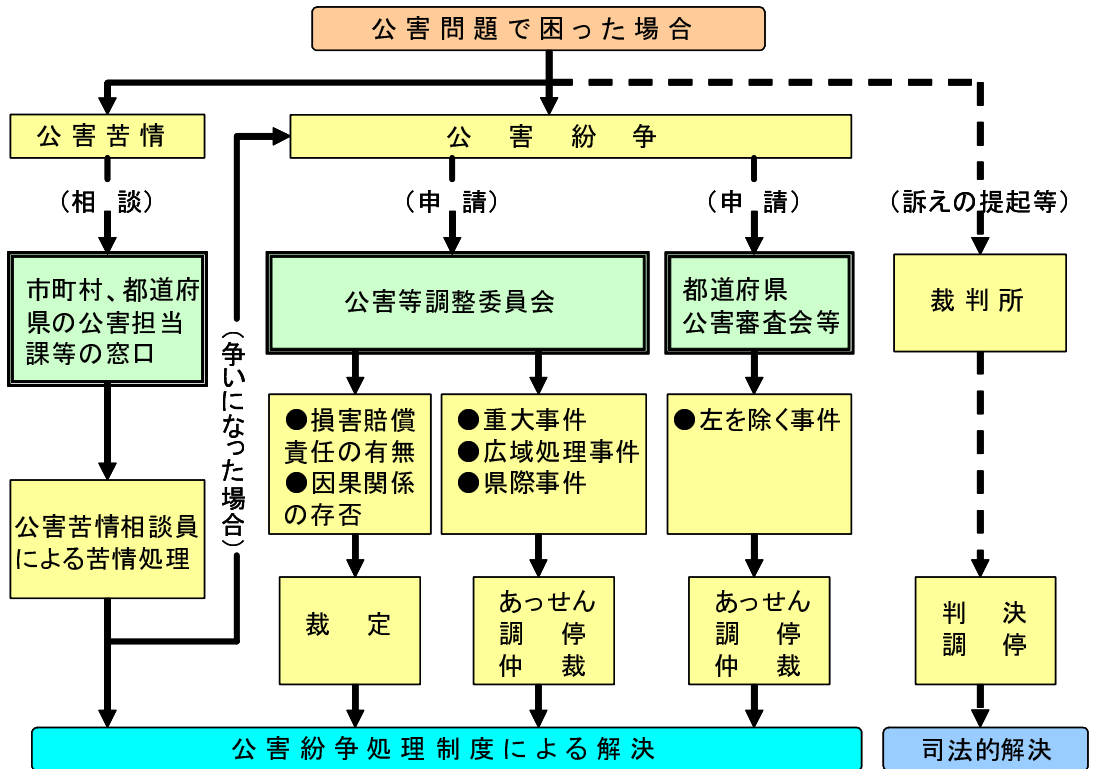 公害問題で困った場合
公害苦情
公害紛争
（相談）
（申請）
（申請）
（訴えの提起等）
市町村、都道府
県の公害担当
課等の窓口
（争いになった場合）
公害等調整委員会
都道府県
公害審査会等
裁判所
●損害賠償
責任の有無
●因果関係
の存否
●重大事件
●広域処理事件
●県際事件
●左を除く事件
公害苦情相談員
による苦情処理
裁定
あっせん
調停
仲裁
あっせん
調停
仲裁
判決
調停
公害紛争処理制度による解決
司法的解決